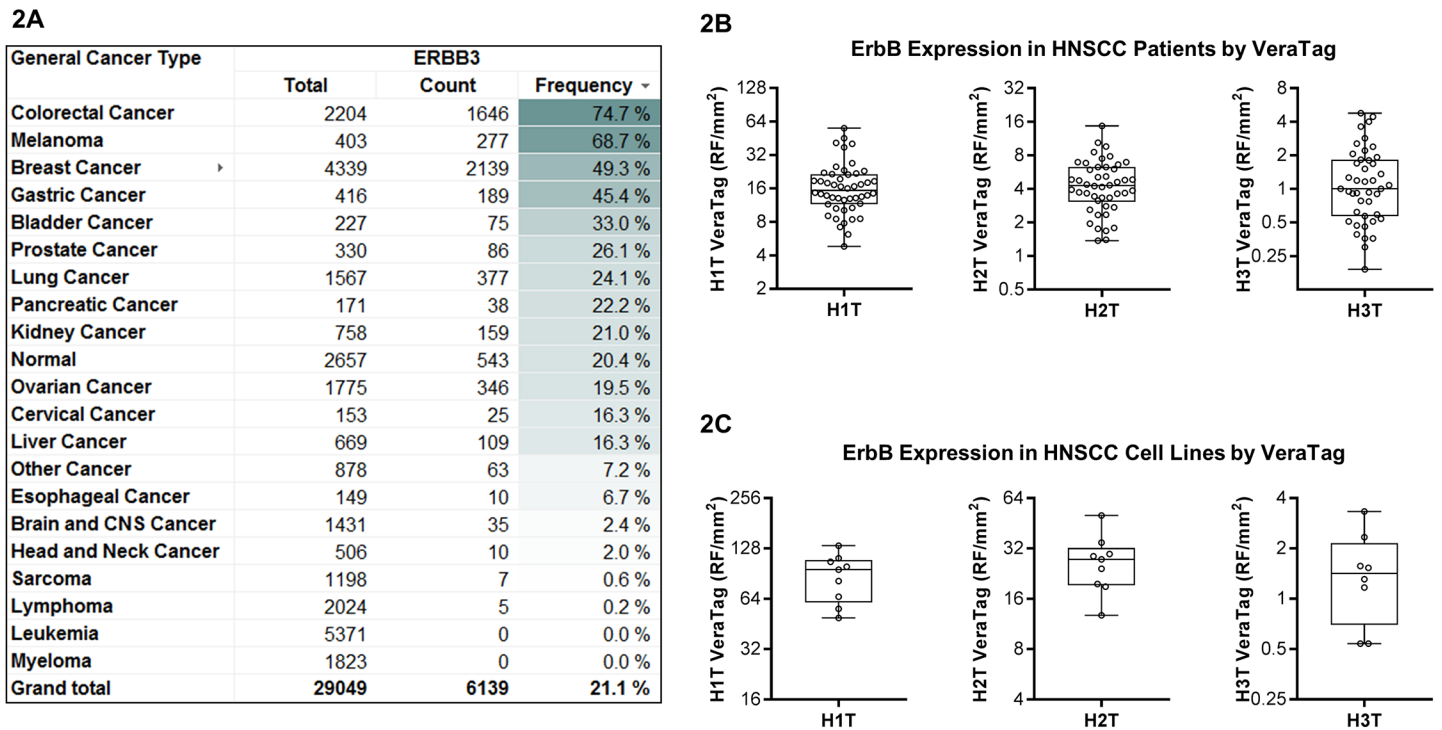 2A
General Cancer Type ERBB3
Total Count Frequency
Colorectal Cancer 2204 1646 74.7 %
Melanoma 403 277 68.7 %
Breast Cancer 4339 2139 49.3 %
Gastric Cancer 416 189 45.4 %
Bladder Cancer 227 75 33.0 %
Prostate Cancer 330 86 26.1 %
Lung Cancer 1567 377 24.1 %
Pancreatic Cancer 171 38 22.2 %
Kidney Cancer 758 159 21.0 %
Normal 2657 543 20.4 %
Ovarian Cancer 1775 346 19.5 %
Cervical Cancer 153 25 16.3 %
Liver Cancer 669 109 16.3 %
Other Cancer 878 63 7.2 %
Esophageal Cancer 149 10 6.7 %
Brain and CNS Cancer 1431 35 2.4 %
Head and Neck Cancer 506 10 2.0 %
Sarcoma 1198 7 0.6 %
Lymphoma 2024 5 0.2 %
Leukemia 5371 0 0.0 %
Myeloma 1823 0 0.0 %
Grand total 29049 6139 21.1 %
2B
ErbB Expression in HNSCC Patients by VeraTag
H1T VeraTag (RF/mm²)
128
64
32
16
8
4
2
H1T
H2T VeraTag (RF/mm²)
32
16
8
4
2
1
0.5
H2T
H3T VeraTag (RF/mm²)
8
4
2
1
0.5
0.25
H3T
2C
ErbB Expression in HNSCC Cell Lines by VeraTag
H1T VeraTag (RF/mm²)
256
128
64
32
16
H1T
H2T VeraTag (RF/mm²)
64
32
16
8
4
H2T
H3T VeraTag (RF/mm²)
4
2
1
0.5
0.25
H3T